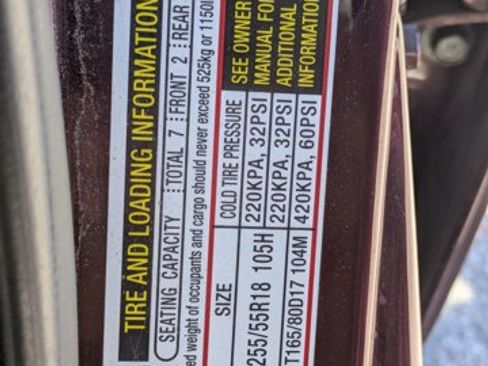 TIRE AND LOADING INFORMATION
SEATING CAPACITY TOTAL 7 FRONT 2 REAR
weight of occupants and cargo should never exceed 525kg or 1150
SIZE COLD TIRE PRESSURE SEE OWNER
MANUAL FOR
ADDITIONAL
INFORMATION
255/55R18 105H 220KPA, 32PSI
220KPA, 32PSI
T165/80D17 104M 420KPA, 60PSI